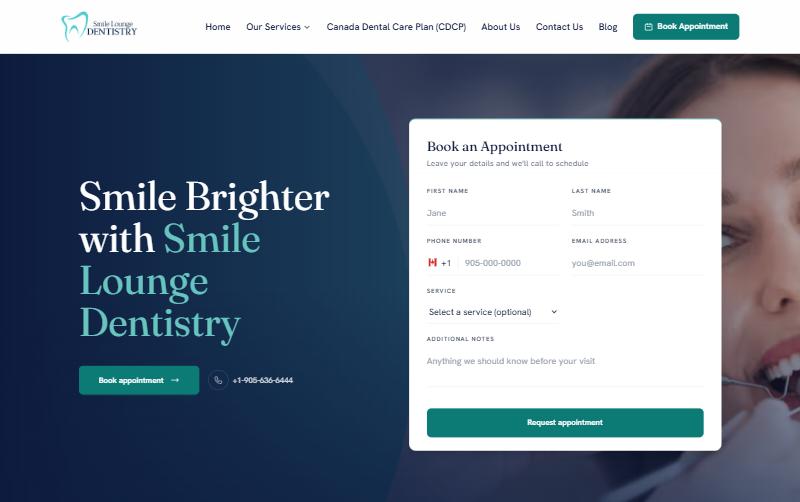 Smile Lounge
DENTISTRY
Home
Our Services
Canada Dental Care Plan (CDCP)
About Us
Contact Us
Blog
Book Appointment
Smile Brighter
with Smile
Lounge
Dentistry
Book appointment →
+1-905-636-6444
Book an Appointment
Leave your details and we'll call to schedule
FIRST NAME
LAST NAME
Jane
Smith
PHONE NUMBER
EMAIL ADDRESS
+1
905-000-0000
you@email.com
SERVICE
Select a service (optional)
ADDITIONAL NOTES
Anything we should know before your visit
Request appointment